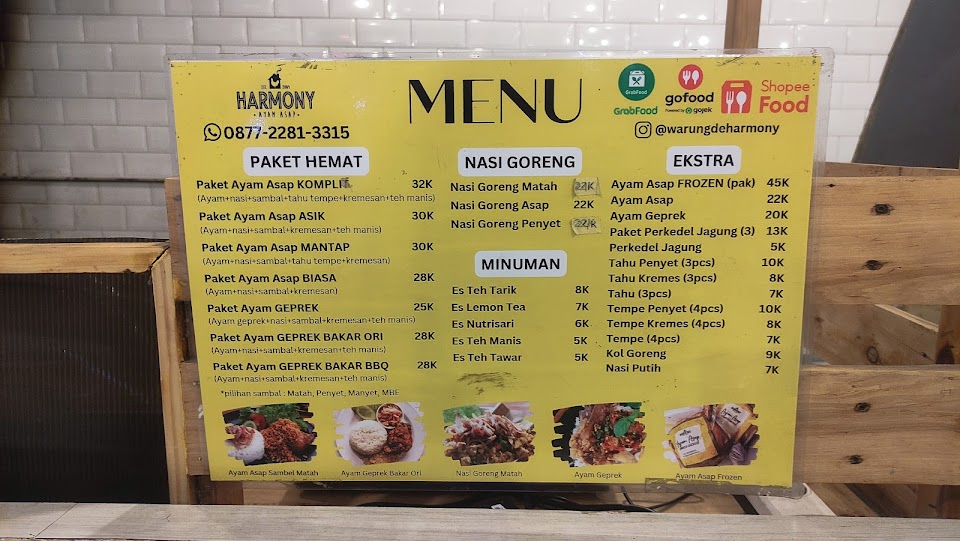 HARMONY
AYAM ASAP
0877-2281-3315
MENU
GrabFood
GrabFood
gofood
Powered by gojek
Shopee
Food
@warungdeharmony
PAKET HEMAT
Paket Ayam Asap KOMPLIT 32K
(Ayam+nasi+sambal+tahu tempe+kremesan+teh manis)
Paket Ayam Asap ASIK 30K
(Ayam+nasi+sambal+kremesan+teh manis)
Paket Ayam Asap MANTAP 30K
(Ayam+nasi+sambal+tahu tempe+kremesan)
Paket Ayam Asap BIASA 28K
(Ayam+nasi+sambal+kremesan)
Paket Ayam GEPREK 25K
(Ayam geprek+nasi+sambal+kremesan+teh manis)
Paket Ayam GEPREK BAKAR ORI 28K
(Ayam+nasi+sambal+kremesan+teh manis)
Paket Ayam GEPREK BAKAR BBQ 28K
(Ayam+nasi+sambal+kremesan+teh manis)
*pilihan sambal : Matah, Penyet, Manyet, MBE
NASI GORENG
Nasi Goreng Matah 22K
Nasi Goreng Asap 22K
Nasi Goreng Penyet 22K
MINUMAN
Es Teh Tarik 8K
Es Lemon Tea 7K
Es Nutrisari 6K
Es Teh Manis 5K
Es Teh Tawar 5K
EKSTRA
Ayam Asap FROZEN (pak) 45K
Ayam Asap 22K
Ayam Geprek 20K
Paket Perkedel Jagung (3) 13K
Perkedel Jagung 5K
Tahu Penyet (3pcs) 10K
Tahu Kremes (3pcs) 8K
Tahu (3pcs) 7K
Tempe Penyet (4pcs) 10K
Tempe Kremes (4pcs) 8K
Tempe (4pcs) 7K
Kol Goreng 9K
Nasi Putih 7K
Ayam Asap
Ayam Asap Sambel Matah
Ayam Geprek Bakar Ori
Nasi Goreng Matah
Ayam Geprek
Ayam Asap Frozen